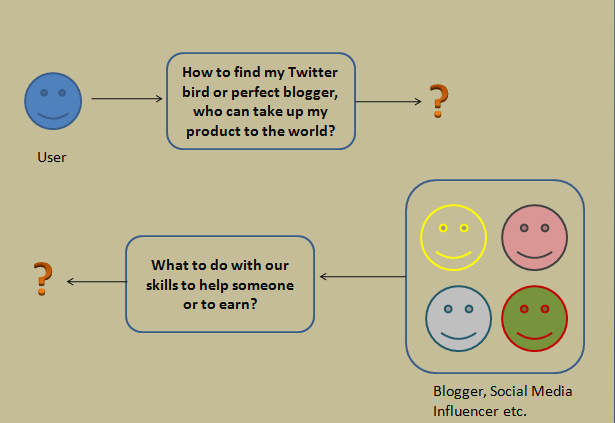 How to find my Twitter
bird or perfect blogger,
who can take up my
product to the world?
?
User
What to do with our
skills to help someone
or to earn?
?
Blogger, Social Media
Influencer etc.